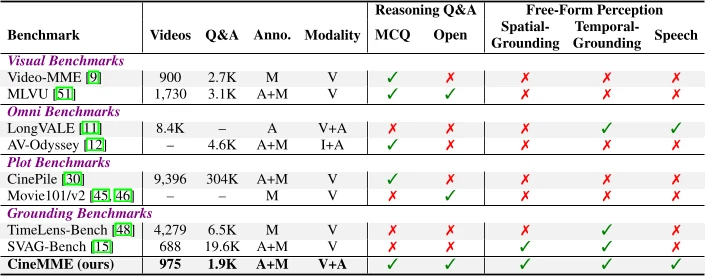 Reasoning Q&A Free-Form Perception
Benchmark Videos Q&A Anno. Modality MCQ Open Spatial-Grounding Temporal-Grounding Speech
Visual Benchmarks
Video-MME [9] 900 2.7K M V ✓ ✗ ✗ ✗ ✗
MLVU [51] 1,730 3.1K A+M V ✓ ✓ ✗ ✗ ✗
Omni Benchmarks
LongVALE [11] 8.4K – A V+A ✗ ✗ ✗ ✓ ✓
AV-Odyssey [12] – 4.6K A+M I+A ✓ ✗ ✗ ✗ ✗
Plot Benchmarks
CinePile [30] 9,396 304K A+M V ✓ ✗ ✗ ✗ ✗
Movie101/v2 [45, 46] – – M V ✗ ✓ ✗ ✗ ✗
Grounding Benchmarks
TimeLens-Bench [48] 4,279 6.5K M V ✗ ✗ ✗ ✓ ✗
SVAG-Bench [15] 688 19.6K A+M V ✗ ✗ ✓ ✓ ✗
CineMME (ours) 975 1.9K A+M V+A ✓ ✓ ✓ ✓ ✓